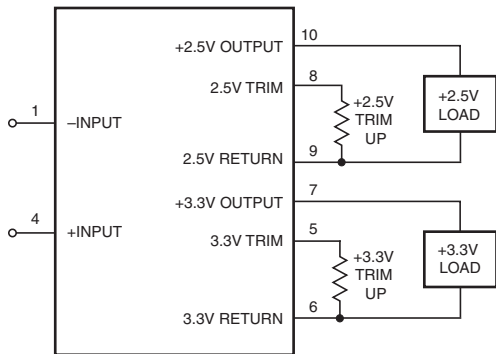 +2.5V OUTPUT
10
2.5V TRIM
8
+2.5V
TRIM
UP
+2.5V
LOAD
1
–INPUT
2.5V RETURN
9
+3.3V OUTPUT
7
4
+INPUT
3.3V TRIM
5
+3.3V
TRIM
UP
+3.3V
LOAD
3.3V RETURN
6